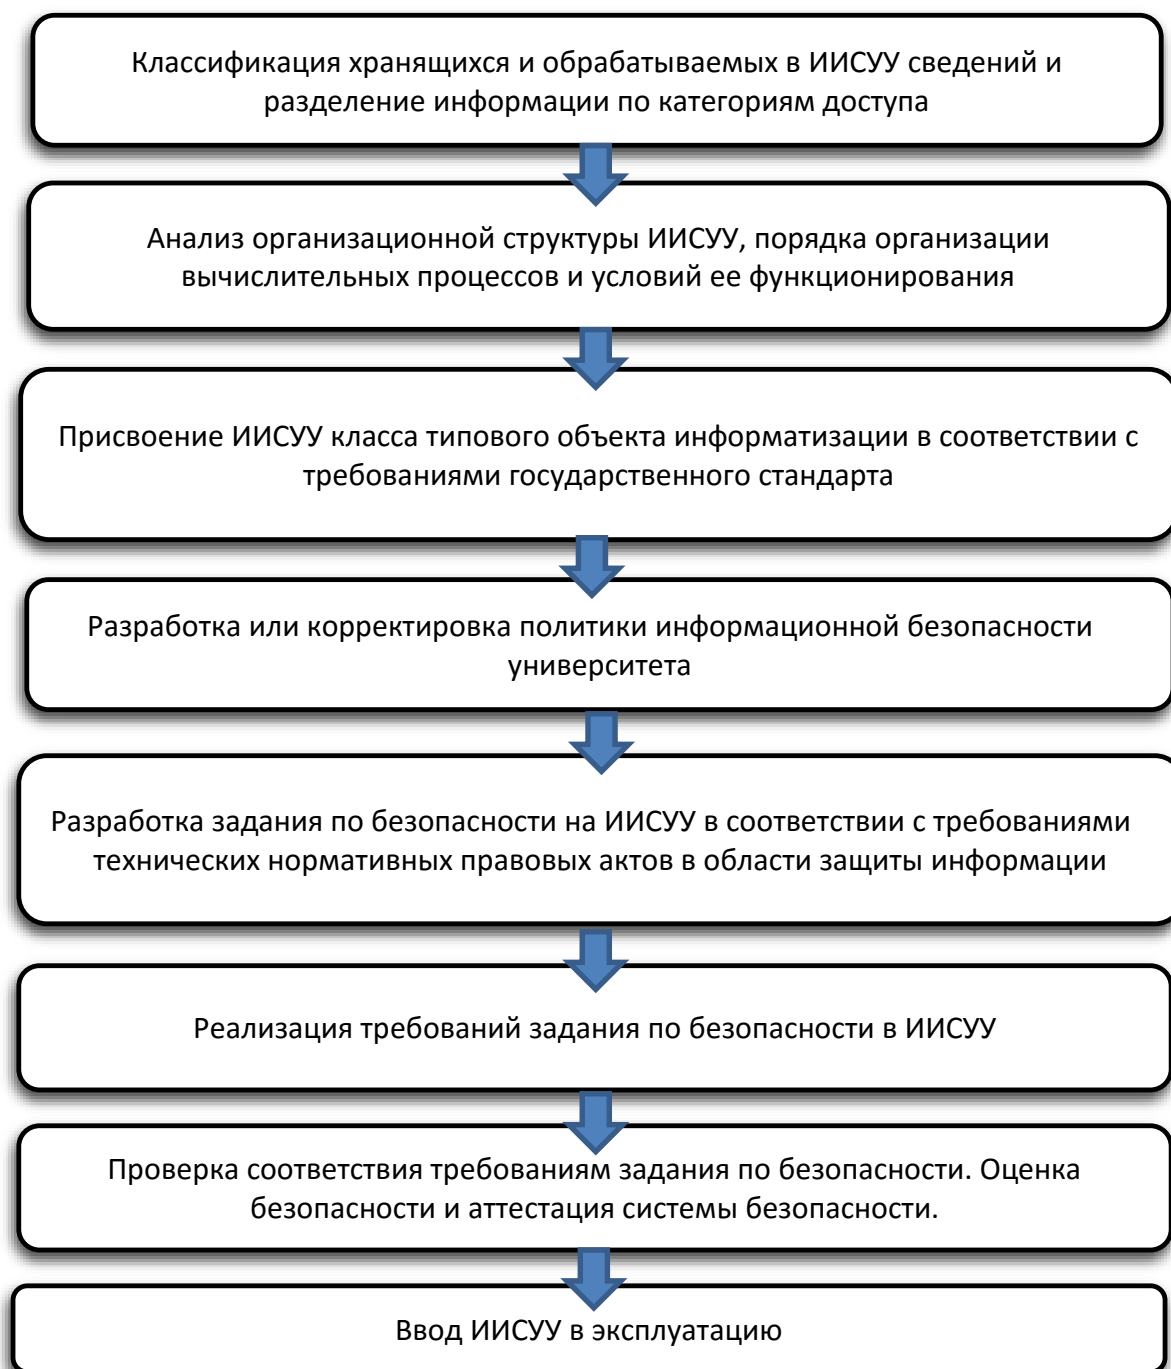 Классификация хранящихся и обрабатываемых в ИИСУУ сведений и
разделение информации по категориям доступа
Анализ организационной структуры ИИСУУ, порядка организации
вычислительных процессов и условий ее функционирования
Присвоение ИИСУУ класса типового объекта информатизации в соответствии с
требованиями государственного стандарта
Разработка или корректировка политики информационной безопасности
университета
Разработка задания по безопасности на ИИСУУ в соответствии с требованиями
технических нормативных правовых актов в области защиты информации
Реализация требований задания по безопасности в ИИСУУ
Проверка соответствия требованиям задания по безопасности. Оценка
безопасности и аттестация системы безопасности.
Ввод ИИСУУ в эксплуатацию